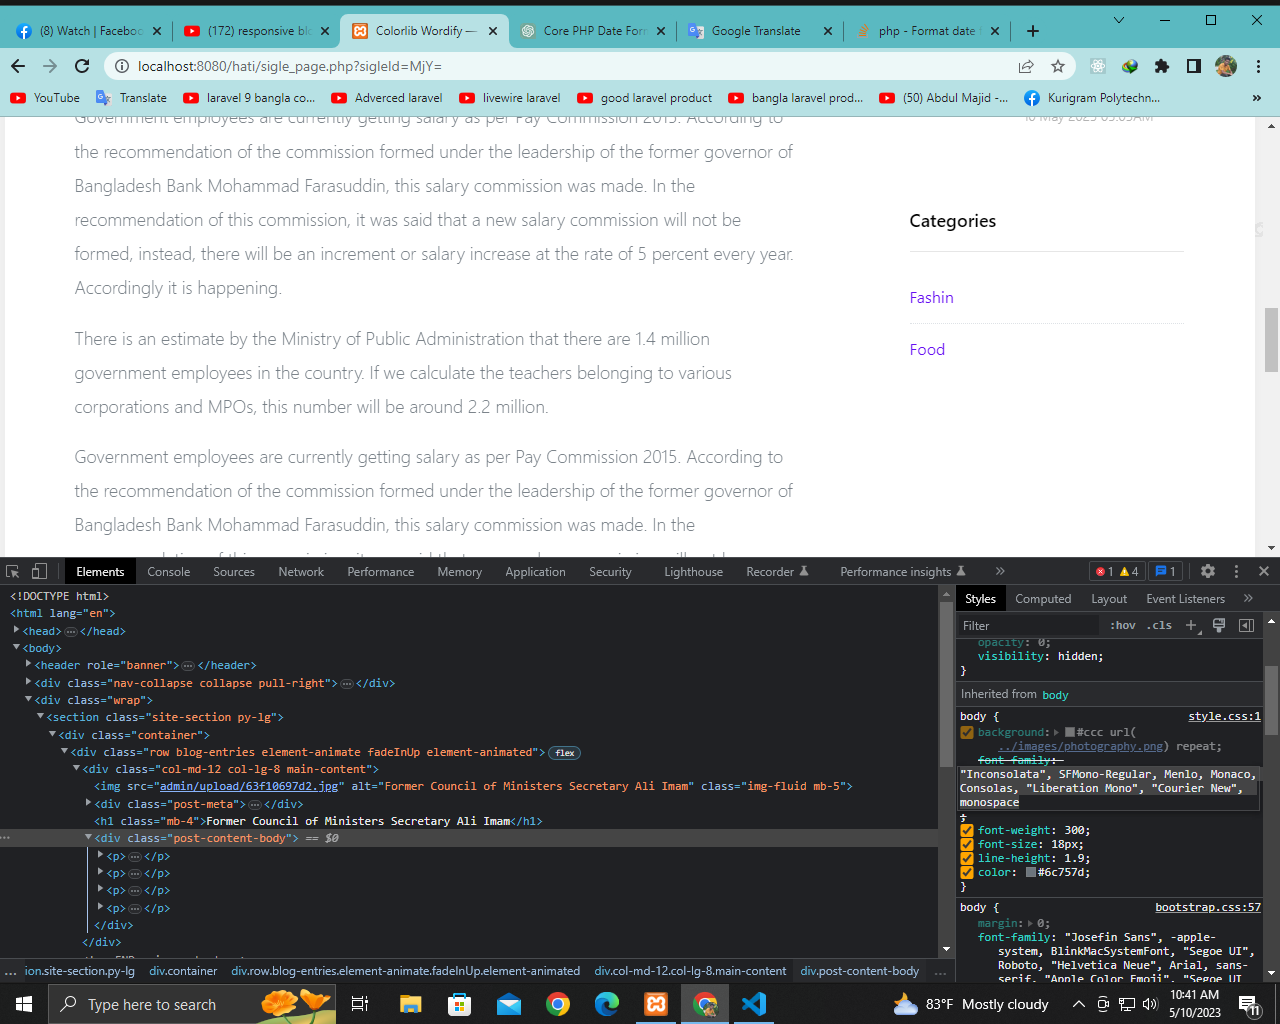 (8) Watch | Facebo
(172) responsive bl
Colorlib Wordify —
Core PHP Date For
Google Translate
php - Format date
localhost:8080/hati/sigle_page.php?sigleId=MjY=
YouTube
Translate
laravel 9 bangla co...
Adverced laravel
livewire laravel
good laravel product
bangla laravel prod...
(50) Abdul Majid -...
Kurigram Polytechn...
»
Government employees are currently getting salary as per Pay Commission 2015. According to
the recommendation of the commission formed under the leadership of the former governor of
Bangladesh Bank Mohammad Farasuddin, this salary commission was made. In the
recommendation of this commission, it was said that a new salary commission will not be
formed, instead, there will be an increment or salary increase at the rate of 5 percent every year.
Accordingly it is happening.
There is an estimate by the Ministry of Public Administration that there are 1.4 million
government employees in the country. If we calculate the teachers belonging to various
corporations and MPOs, this number will be around 2.2 million.
Government employees are currently getting salary as per Pay Commission 2015. According to
the recommendation of the commission formed under the leadership of the former governor of
Bangladesh Bank Mohammad Farasuddin, this salary commission was made. In the
Categories
Fashin
Food
Elements Console Sources Network Performance Memory Application Security Lighthouse Recorder Performance insights » 1 4 1
<!DOCTYPE html>
<html lang="en">
<head>…</head>
<body>
<header role="banner">…</header>
<div class="nav-collapse collapse pull-right">…</div>
<div class="wrap">
<section class="site-section py-lg">
<div class="container">
<div class="row blog-entries element-animate fadeInUp element-animated"> flex
<div class="col-md-12 col-lg-8 main-content">
<img src="admin/upload/63f10697d2.jpg" alt="Former Council of Ministers Secretary Ali Imam" class="img-fluid mb-5">
<div class="post-meta">…</div>
<h1 class="mb-4">Former Council of Ministers Secretary Ali Imam</h1>
… <div class="post-content-body"> == $0
<p>…</p>
<p>…</p>
<p>…</p>
<p>…</p>
</div>
</div>
… ion.site-section.py-lg div.container div.row.blog-entries.element-animate.fadeInUp.element-animated div.col-md-12.col-lg-8.main-content div.post-content-body …
Styles Computed Layout Event Listeners »
Filter :hov .cls +
opacity: 0;
visibility: hidden;
}
Inherited from body
body { style.css:1
background: #ccc url(
../images/photography.png) repeat;
font-family:
"Inconsolata", SFMono-Regular, Menlo, Monaco,
Consolas, "Liberation Mono", "Courier New",
monospace
;
font-weight: 300;
font-size: 18px;
line-height: 1.9;
color: #6c757d;
}
body { bootstrap.css:57
margin: 0;
font-family: "Josefin Sans", -apple-
system, BlinkMacSystemFont, "Segoe UI",
Roboto, "Helvetica Neue", Arial, sans-
serif, "Apple Color Emoji", "Segoe UI
Type here to search
83°F Mostly cloudy
10:41 AM
5/10/2023
11